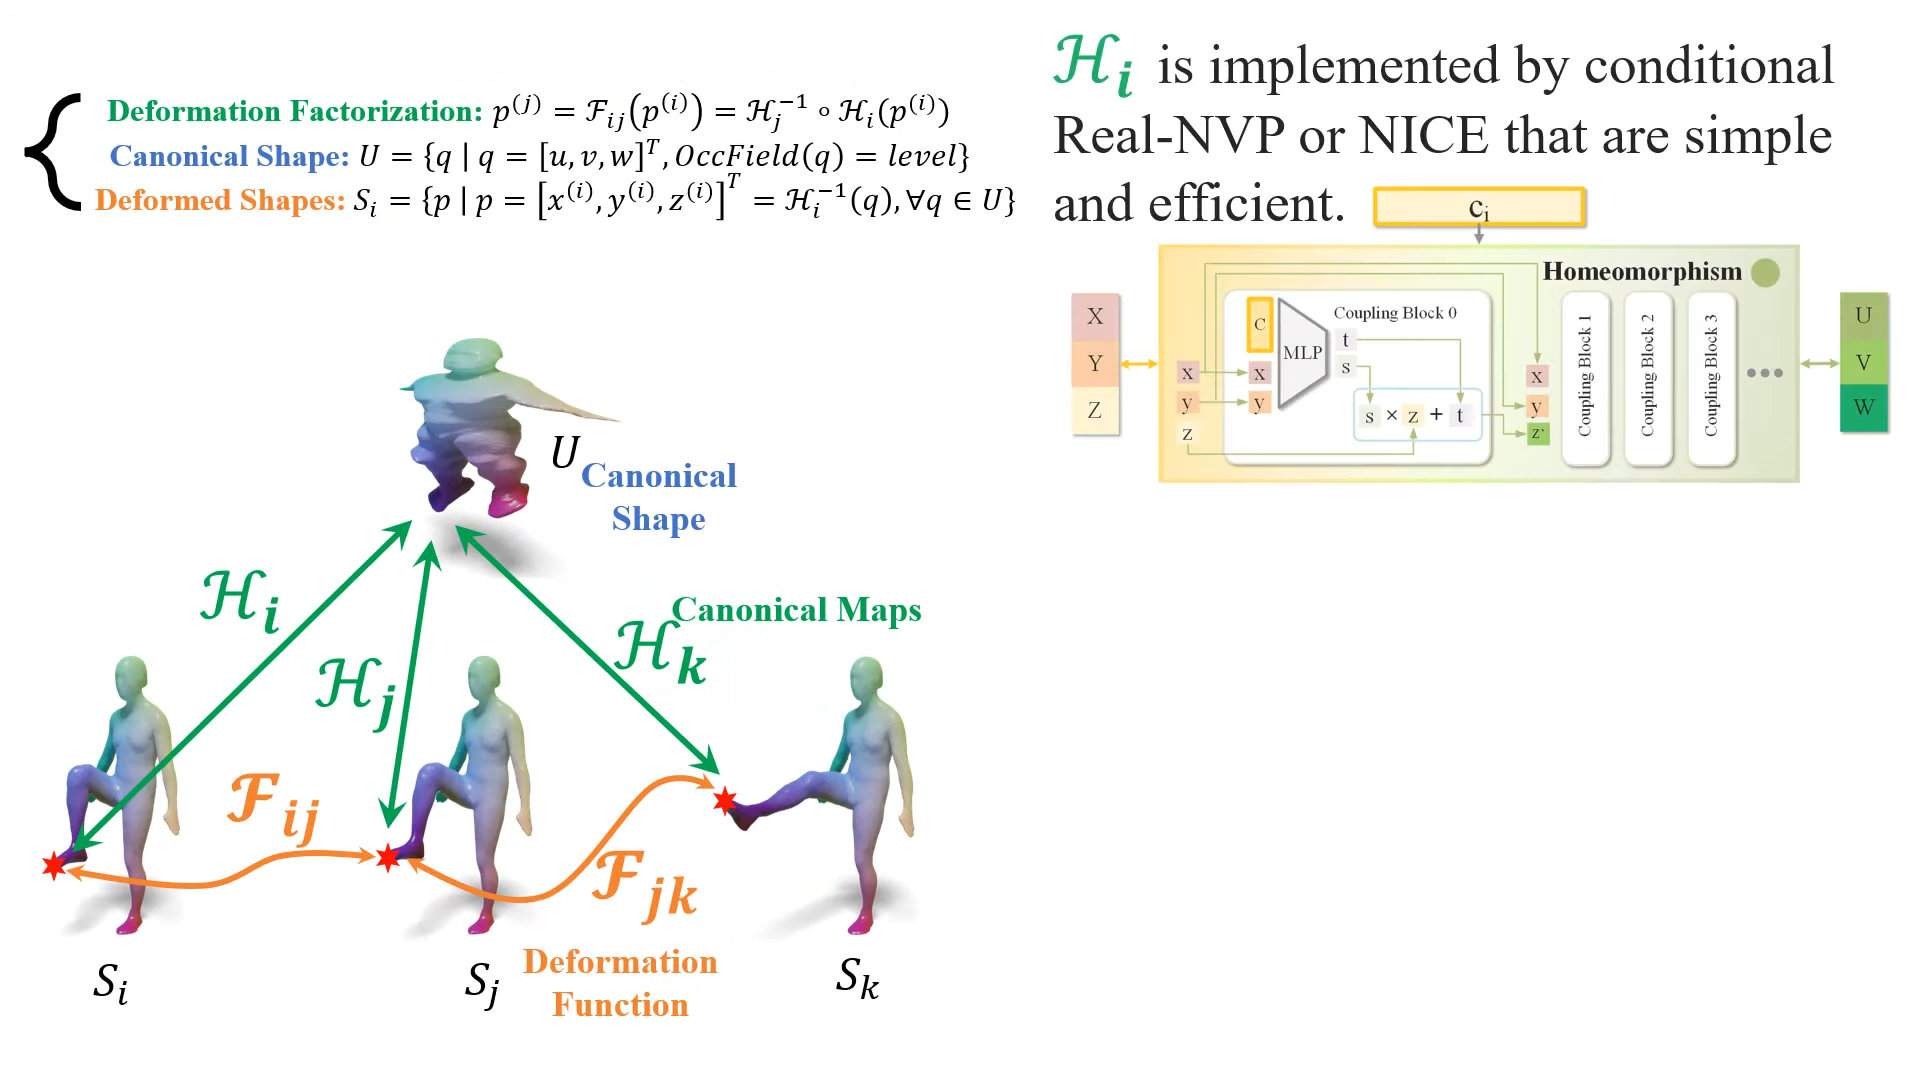 Deformation Factorization: p^(j) = ℱ_ij(p^(i)) = ℋ_j^−1 ∘ ℋ_i(p^(i))
Canonical Shape: U = {q | q = [u, v, w]^T, OccField(q) = level}
Deformed Shapes: S_i = {p | p = [x^(i), y^(i), z^(i)]^T = ℋ_i^−1(q), ∀q ∈ U}
ℋ_i is implemented by conditional
Real-NVP or NICE that are simple
and efficient.
c_i
Homeomorphism
X
Y
Z
x
y
z
C
x
y
MLP
Coupling Block 0
t
s
s × z + t
x
y
z'
Coupling Block 1
Coupling Block 2
Coupling Block 3
U
V
W
U
Canonical
Shape
ℋ_i
ℋ_j
ℋ_k
Canonical Maps
ℱ_ij
ℱ_jk
Deformation
Function
S_i
S_j
S_k